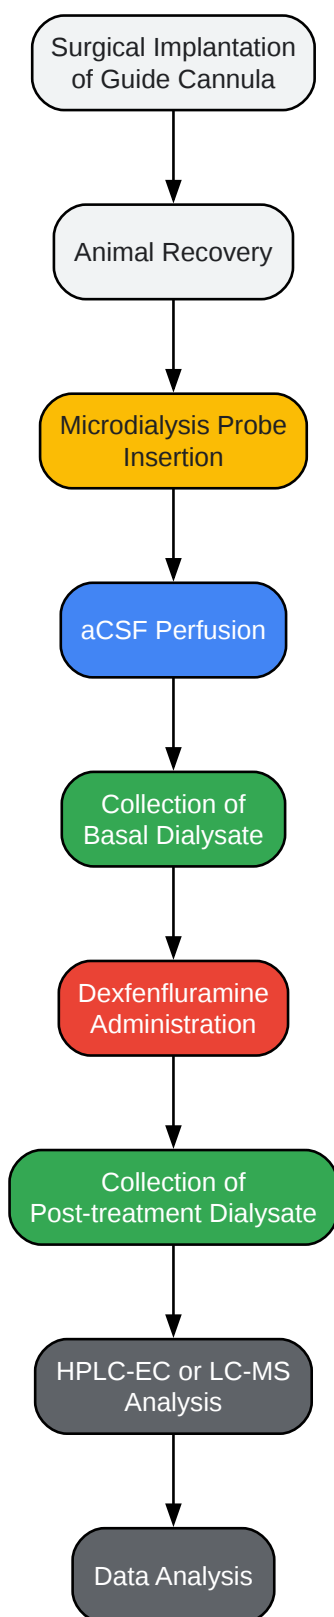 Surgical Implantation
of Guide Cannula
Animal Recovery
Microdialysis Probe
Insertion
aCSF Perfusion
Collection of
Basal Dialysate
Dexfenfluramine
Administration
Collection of
Post-treatment Dialysate
HPLC-EC or LC-MS
Analysis
Data Analysis